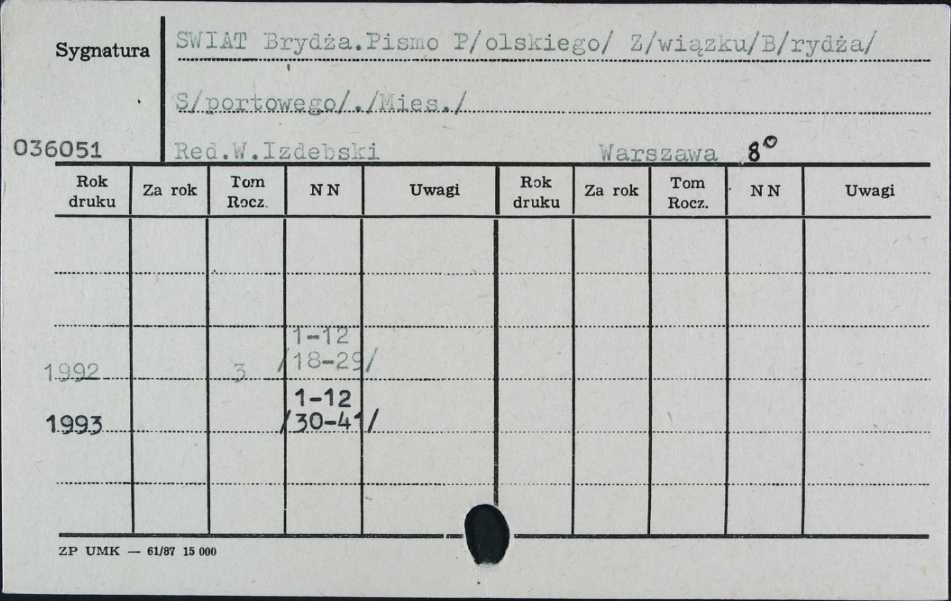 Sygnatura
SWIAT Brydża.Pismo P/olskiego/ Z/wiązku/B/rydża/
S/portowego/./Mies./
036051 Red.W.Izdebski Warszawa 8°
Rok druku Za rok Tom Rocz. N N Uwagi Rok druku Za rok Tom Rocz. N N Uwagi
1-12
1992 3 /18-29/
1-12
1993 /30-41/
ZP UMK — 61/87 15 000